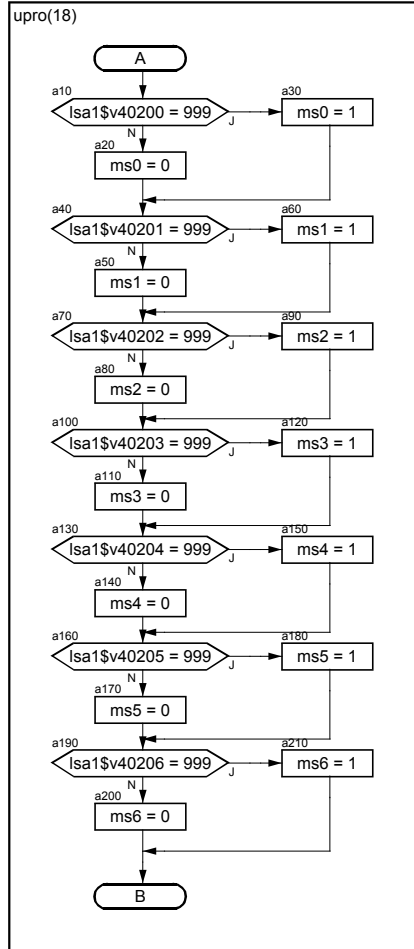 upro(18)
A
a10
lsa1$v40200 = 999
J
a30
ms0 = 1
N
a20
ms0 = 0
a40
lsa1$v40201 = 999
J
a60
ms1 = 1
N
a50
ms1 = 0
a70
lsa1$v40202 = 999
J
a90
ms2 = 1
N
a80
ms2 = 0
a100
lsa1$v40203 = 999
J
a120
ms3 = 1
N
a110
ms3 = 0
a130
lsa1$v40204 = 999
J
a150
ms4 = 1
N
a140
ms4 = 0
a160
lsa1$v40205 = 999
J
a180
ms5 = 1
N
a170
ms5 = 0
a190
lsa1$v40206 = 999
J
a210
ms6 = 1
N
a200
ms6 = 0
B